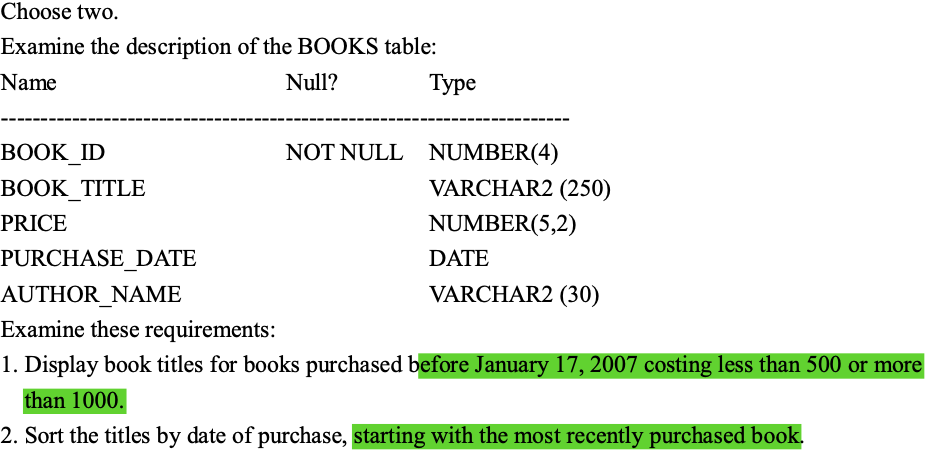 Choose two.
Examine the description of the BOOKS table:
Name Null? Type
-----------------------------------------------------------------------
BOOK_ID NOT NULL NUMBER(4)
BOOK_TITLE VARCHAR2 (250)
PRICE NUMBER(5,2)
PURCHASE_DATE DATE
AUTHOR_NAME VARCHAR2 (30)
Examine these requirements:
1. Display book titles for books purchased before January 17, 2007 costing less than 500 or more
than 1000.
2. Sort the titles by date of purchase, starting with the most recently purchased book.